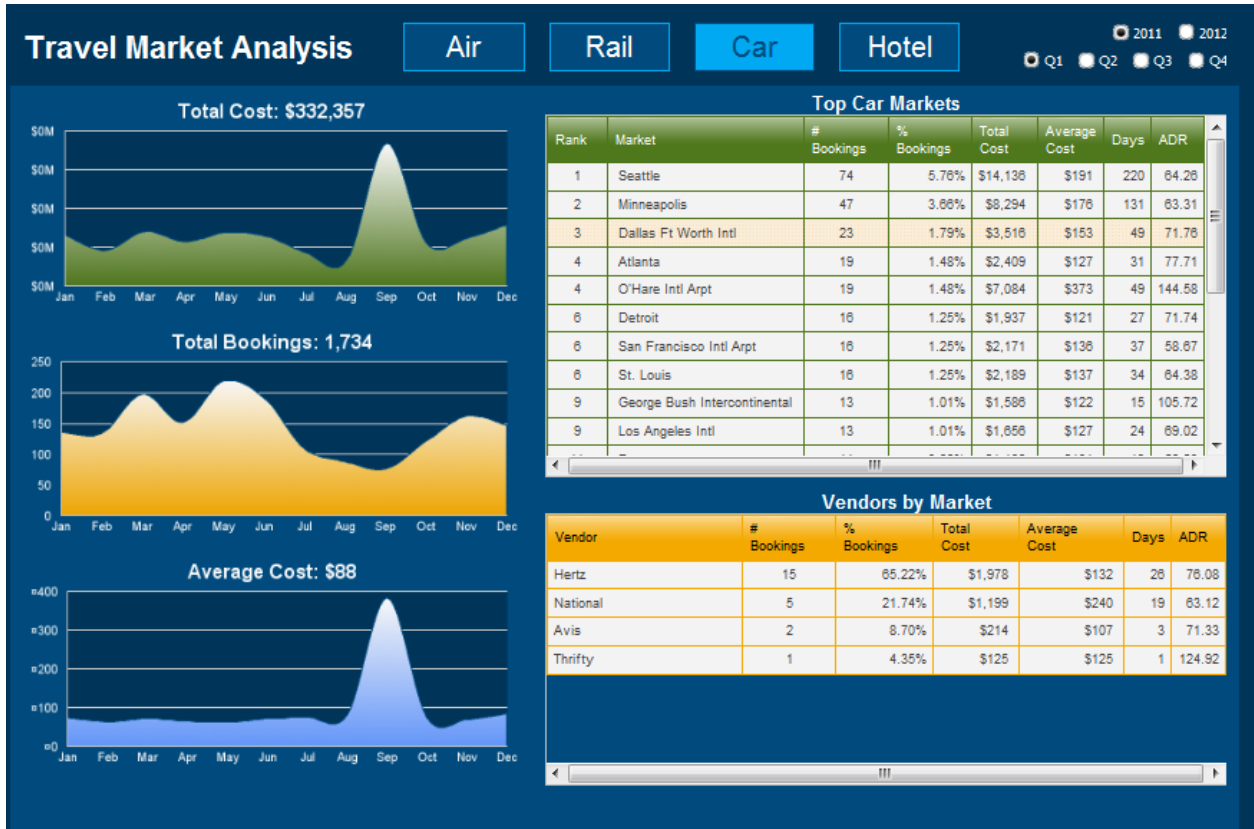 Travel Market Analysis
Air
Rail
Car
Hotel
2011 2012
Q1 Q2 Q3 Q4
Total Cost: $332,357
$0M
$0M
$0M
$0M
$0M
Jan Feb Mar Apr May Jun Jul Aug Sep Oct Nov Dec
Total Bookings: 1,734
250
200
150
100
50
0
Jan Feb Mar Apr May Jun Jul Aug Sep Oct Nov Dec
Average Cost: $88
¤400
¤300
¤200
¤100
¤0
Jan Feb Mar Apr May Jun Jul Aug Sep Oct Nov Dec
Top Car Markets
Rank Market # Bookings % Bookings Total Cost Average Cost Days ADR
1 Seattle 74 5.76% $14,136 $191 220 64.26
2 Minneapolis 47 3.66% $8,294 $176 131 63.31
3 Dallas Ft Worth Intl 23 1.79% $3,516 $153 49 71.76
4 Atlanta 19 1.48% $2,409 $127 31 77.71
4 O'Hare Intl Arpt 19 1.48% $7,084 $373 49 144.58
6 Detroit 16 1.25% $1,937 $121 27 71.74
6 San Francisco Intl Arpt 16 1.25% $2,171 $136 37 58.67
6 St. Louis 16 1.25% $2,189 $137 34 64.38
9 George Bush Intercontinental 13 1.01% $1,586 $122 15 105.72
9 Los Angeles Intl 13 1.01% $1,656 $127 24 69.02
Vendors by Market
Vendor # Bookings % Bookings Total Cost Average Cost Days ADR
Hertz 15 65.22% $1,978 $132 26 76.08
National 5 21.74% $1,199 $240 19 63.12
Avis 2 8.70% $214 $107 3 71.33
Thrifty 1 4.35% $125 $125 1 124.92